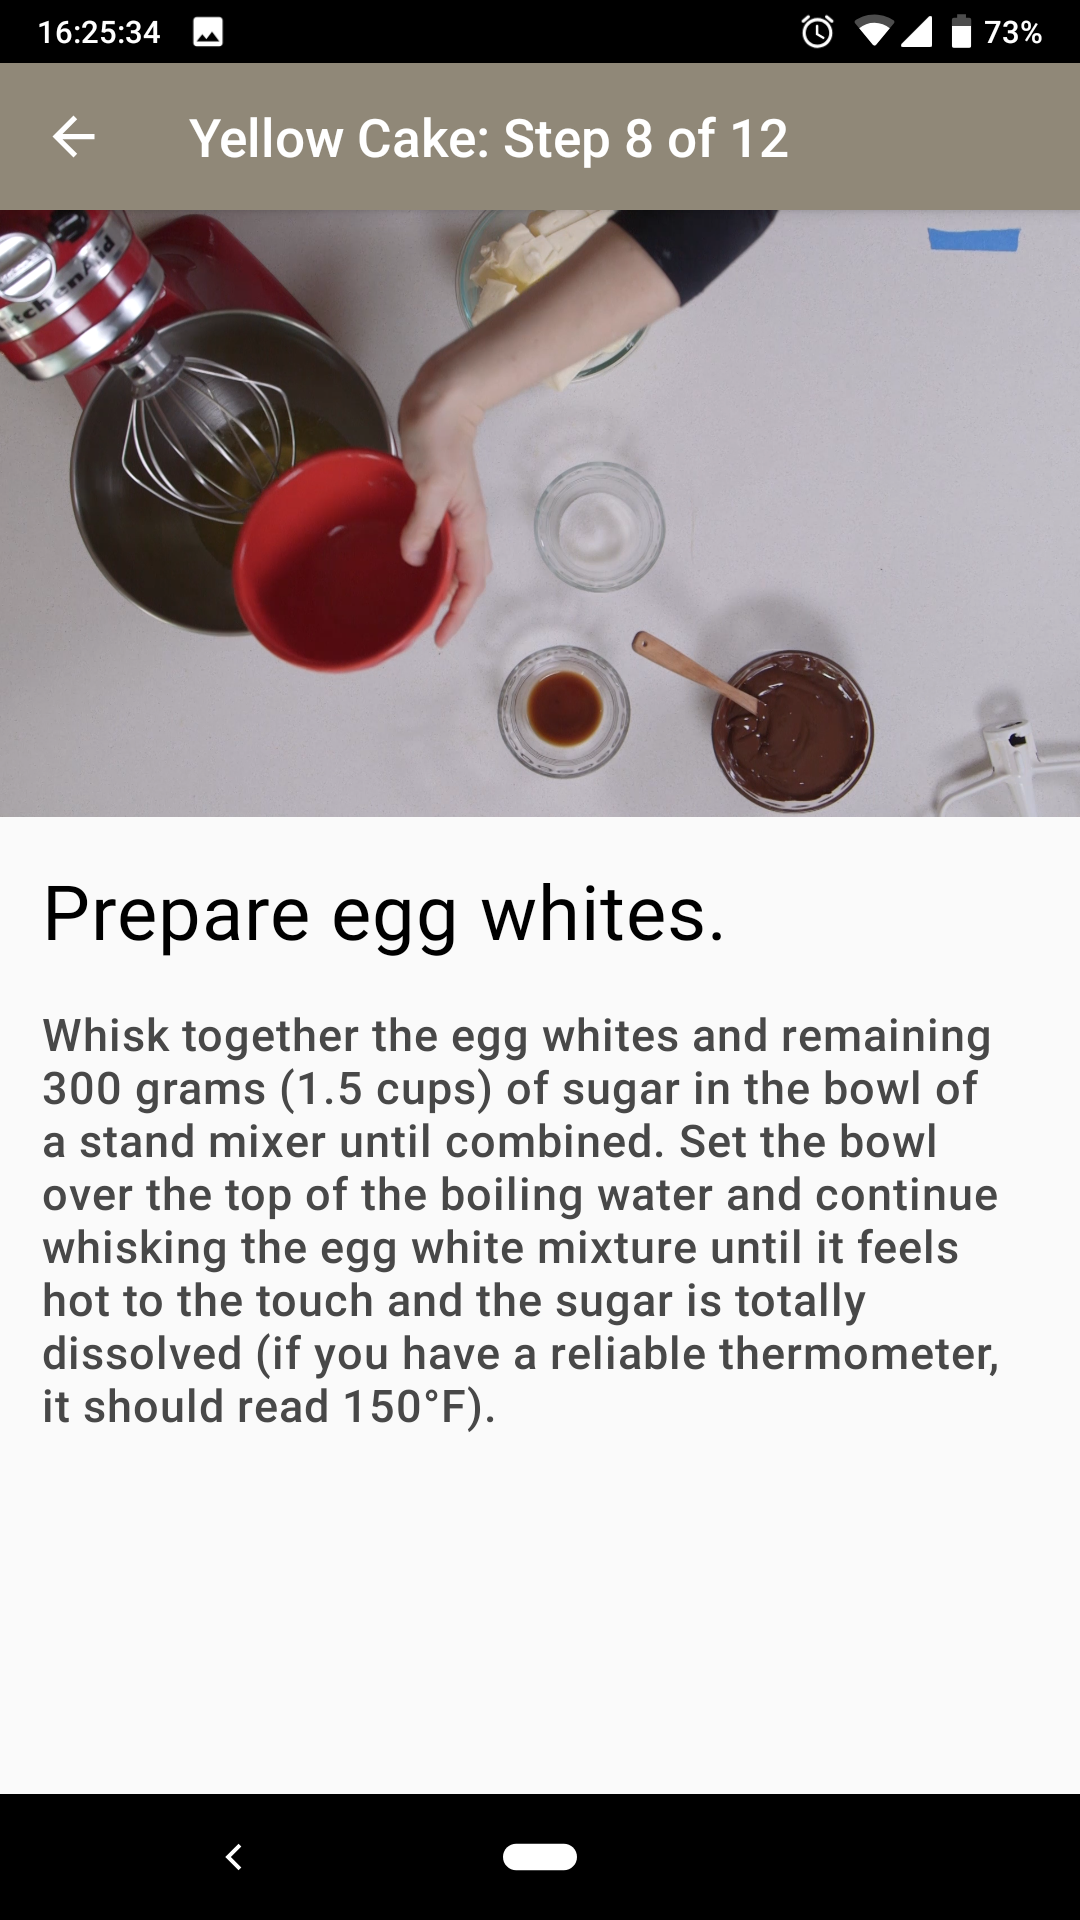 16:25:34
73%
Yellow Cake: Step 8 of 12
itchenAid
Prepare egg whites.
Whisk together the egg whites and remaining
300 grams (1.5 cups) of sugar in the bowl of
a stand mixer until combined. Set the bowl
over the top of the boiling water and continue
whisking the egg white mixture until it feels
hot to the touch and the sugar is totally
dissolved (if you have a reliable thermometer,
it should read 150°F).